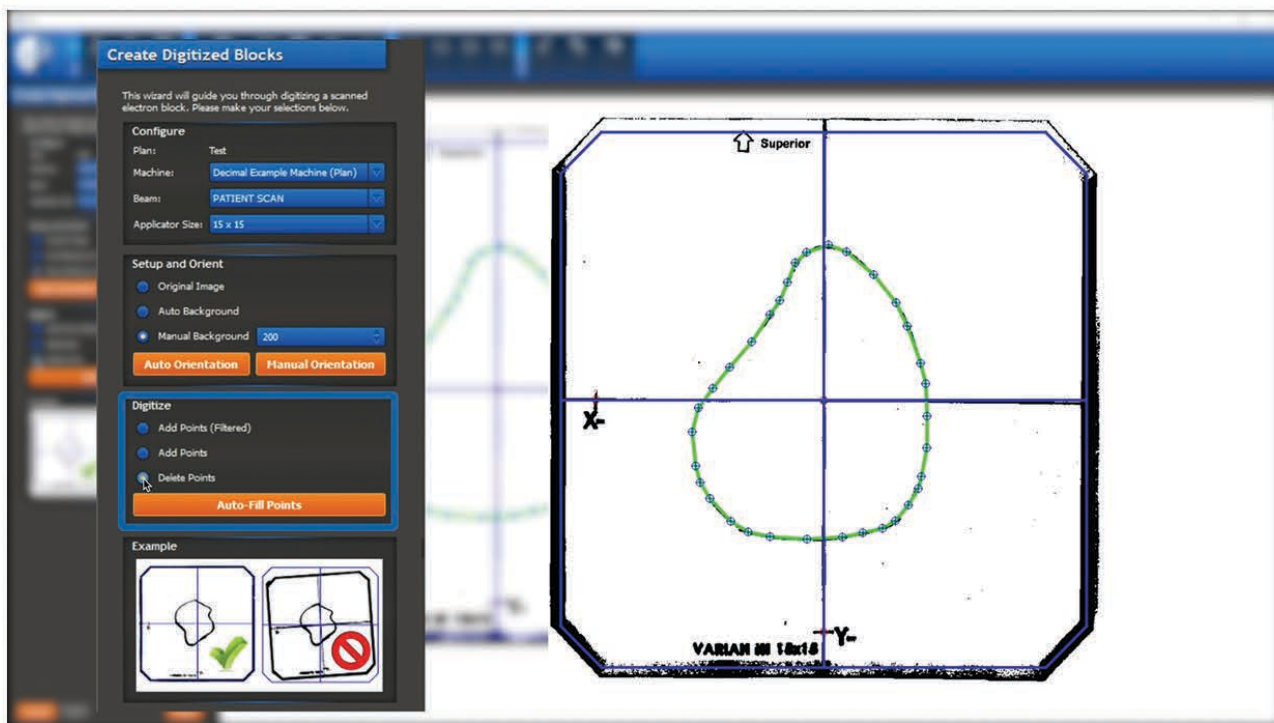 Create Digitized Blocks
This wizard will guide you through digitizing a scanned
electron block. Please make your selections below.
Configure
Plan: Test
Machine: Decimal Example Machine (Plan)
Beam: PATIENT SCAN
Applicator Size: 15 x 15
Setup and Orient
Original Image
Auto Background
Manual Background 200
Auto Orientation Manual Orientation
Digitize
Add Points (Filtered)
Add Points
Delete Points
Auto-Fill Points
Example
Superior
X-
Y-
VARIAN III 15x15